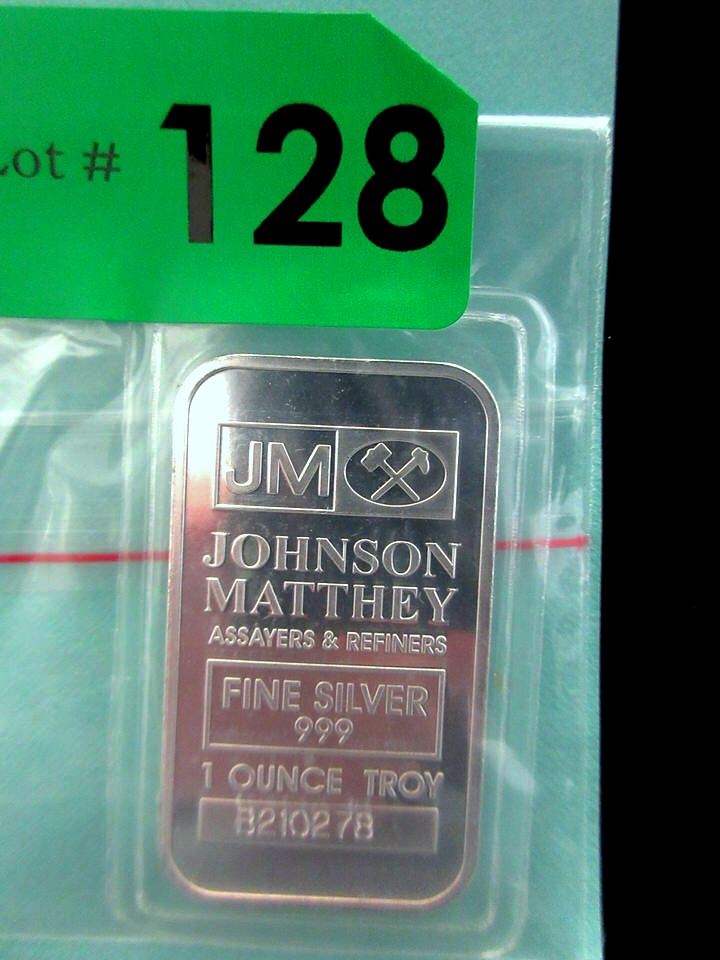 Lot # 128
JM
JOHNSON
MATTHEY
ASSAYERS & REFINERS
FINE SILVER
999
1 OUNCE TROY
B210278